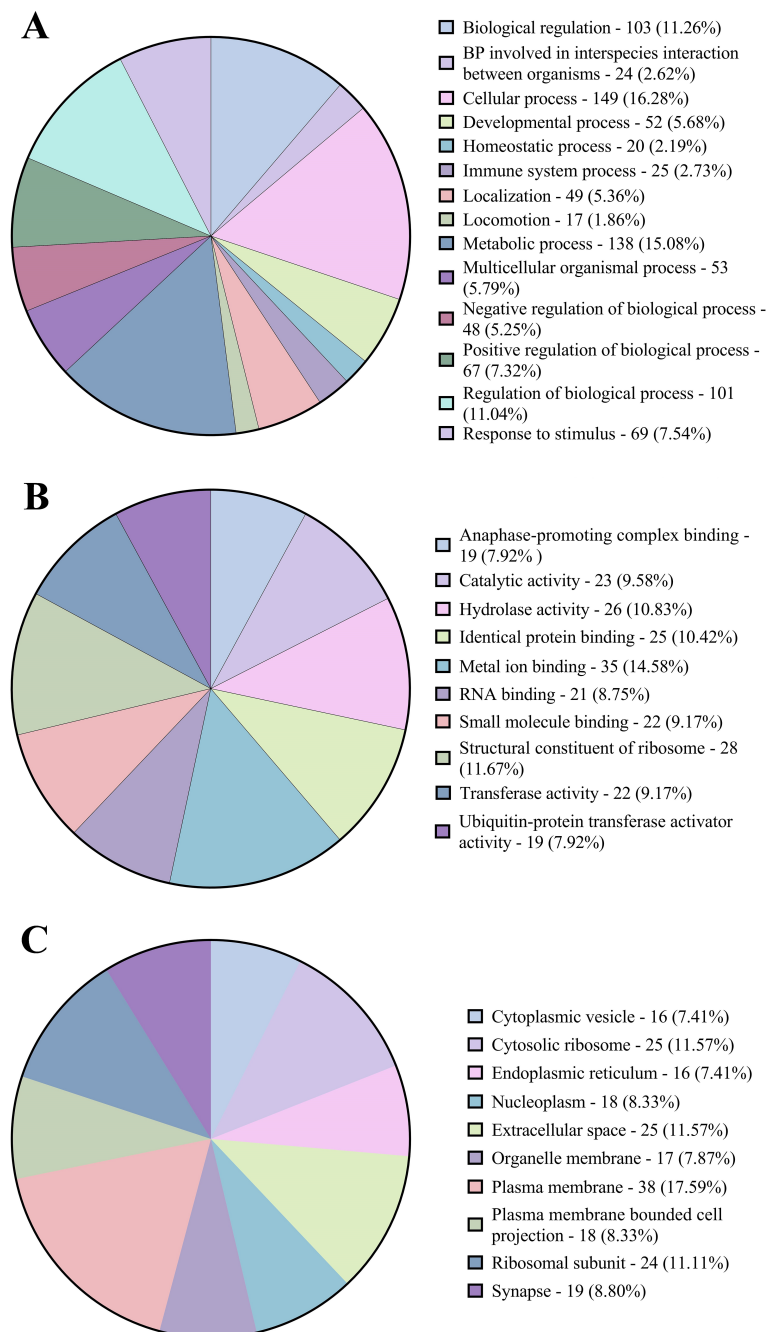 A
Biological regulation - 103 (11.26%)
BP involved in interspecies interaction
between organisms - 24 (2.62%)
Cellular process - 149 (16.28%)
Developmental process - 52 (5.68%)
Homeostatic process - 20 (2.19%)
Immune system process - 25 (2.73%)
Localization - 49 (5.36%)
Locomotion - 17 (1.86%)
Metabolic process - 138 (15.08%)
Multicellular organismal process - 53
(5.79%)
Negative regulation of biological process -
48 (5.25%)
Positive regulation of biological process -
67 (7.32%)
Regulation of biological process - 101
(11.04%)
Response to stimulus - 69 (7.54%)
B
Anaphase-promoting complex binding -
19 (7.92% )
Catalytic activity - 23 (9.58%)
Hydrolase activity - 26 (10.83%)
Identical protein binding - 25 (10.42%)
Metal ion binding - 35 (14.58%)
RNA binding - 21 (8.75%)
Small molecule binding - 22 (9.17%)
Structural constituent of ribosome - 28
(11.67%)
Transferase activity - 22 (9.17%)
Ubiquitin-protein transferase activator
activity - 19 (7.92%)
C
Cytoplasmic vesicle - 16 (7.41%)
Cytosolic ribosome - 25 (11.57%)
Endoplasmic reticulum - 16 (7.41%)
Nucleoplasm - 18 (8.33%)
Extracellular space - 25 (11.57%)
Organelle membrane - 17 (7.87%)
Plasma membrane - 38 (17.59%)
Plasma membrane bounded cell
projection - 18 (8.33%)
Ribosomal subunit - 24 (11.11%)
Synapse - 19 (8.80%)